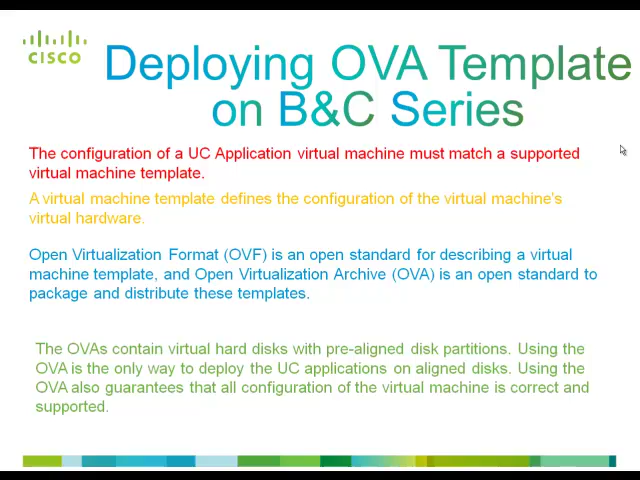 CISCO
Deploying OVA Template
on B&C Series
The configuration of a UC Application virtual machine must match a supported
virtual machine template.
A virtual machine template defines the configuration of the virtual machine's
virtual hardware.
Open Virtualization Format (OVF) is an open standard for describing a virtual
machine template, and Open Virtualization Archive (OVA) is an open standard to
package and distribute these templates.
The OVAs contain virtual hard disks with pre-aligned disk partitions. Using the
OVA is the only way to deploy the UC applications on aligned disks. Using the
OVA also guarantees that all configuration of the virtual machine is correct and
supported.